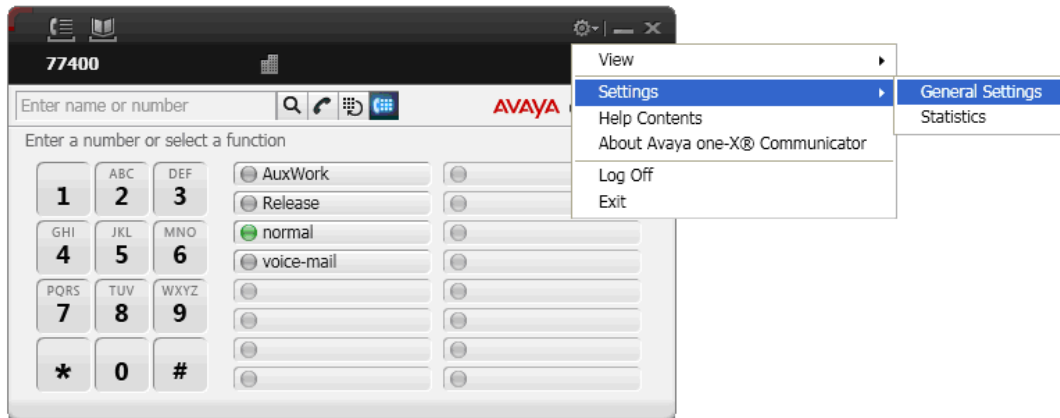 77400
View
Settings
General Settings
Help Contents
Statistics
About Avaya one-X® Communicator
Log Off
Exit
Enter name or number
AVAYA
Enter a number or select a function
1
ABC
2
DEF
3
GHI
4
JKL
5
MNO
6
PQRS
7
TUV
8
WXYZ
9
*
0
#
AuxWork
Release
normal
voice-mail